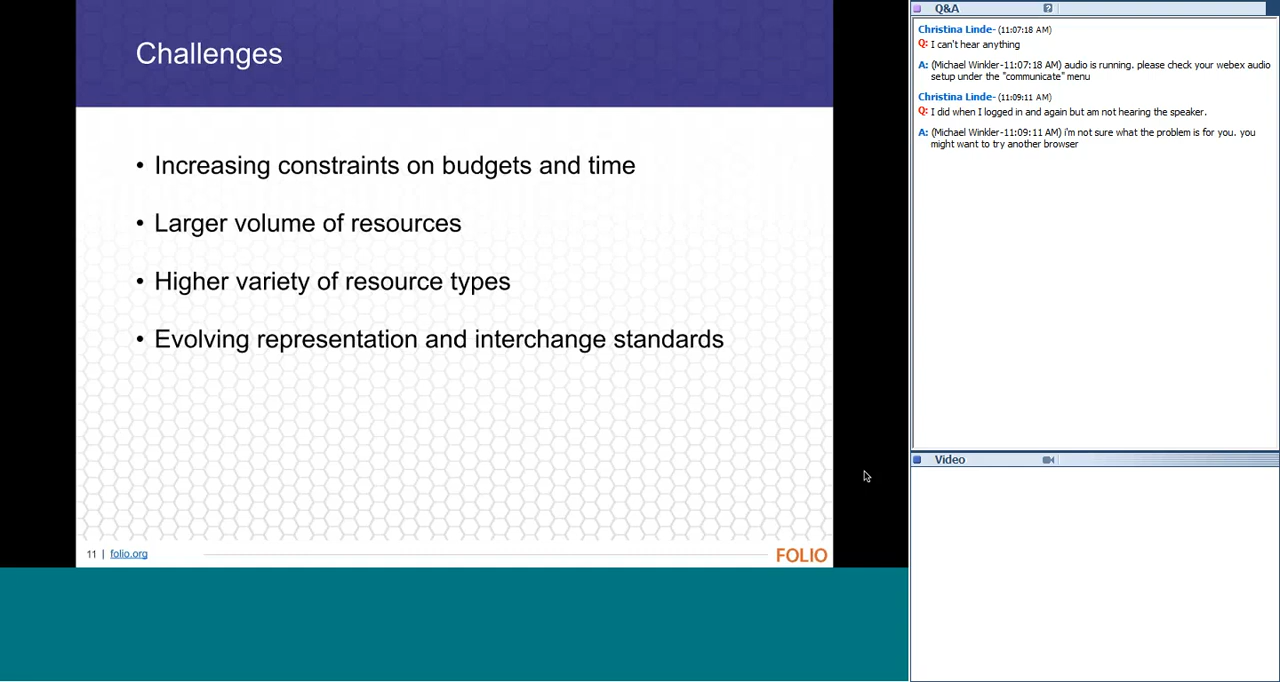 Challenges
• Increasing constraints on budgets and time
• Larger volume of resources
• Higher variety of resource types
• Evolving representation and interchange standards
11 | folio.org
FOLIO
Q&A
Christina Linde- (11:07:18 AM)
Q: I can't hear anything
A: (Michael Winkler-11:07:18 AM) audio is running. please check your webex audio
setup under the "communicate" menu
Christina Linde- (11:09:11 AM)
Q: I did when I logged in and again but am not hearing the speaker.
A: (Michael Winkler-11:09:11 AM) i'm not sure what the problem is for you. you
might want to try another browser
Video